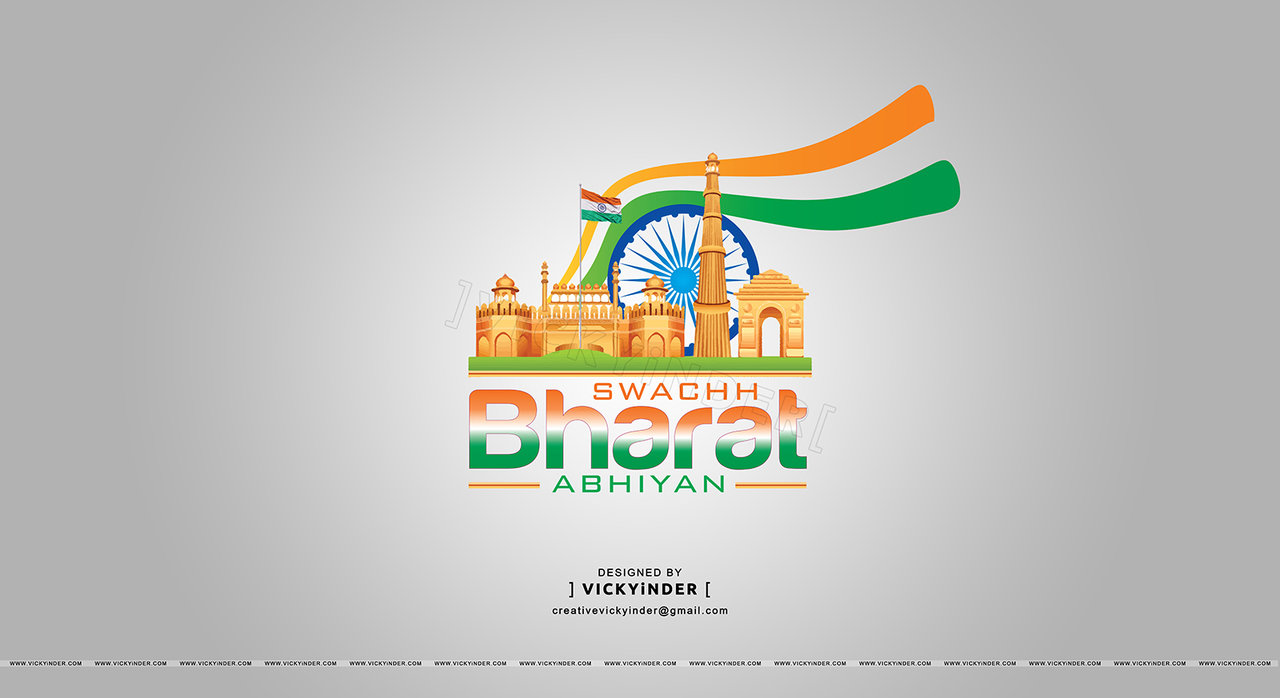 SWACHH
Bharat
ABHIYAN
DESIGNED BY
] VICKYiNDER [
creativevickyinder@gmail.com
] VICKYiNDER [
WWW.VICKYiNDER.COM WWW.VICKYiNDER.COM WWW.VICKYiNDER.COM WWW.VICKYiNDER.COM WWW.VICKYiNDER.COM WWW.VICKYiNDER.COM WWW.VICKYiNDER.COM WWW.VICKYiNDER.COM WWW.VICKYiNDER.COM WWW.VICKYiNDER.COM WWW.VICKYiNDER.COM WWW.VICKYiNDER.COM WWW.VICKYiNDER.COM WWW.VICKYiNDER.COM WWW.VICKYiNDER.COM